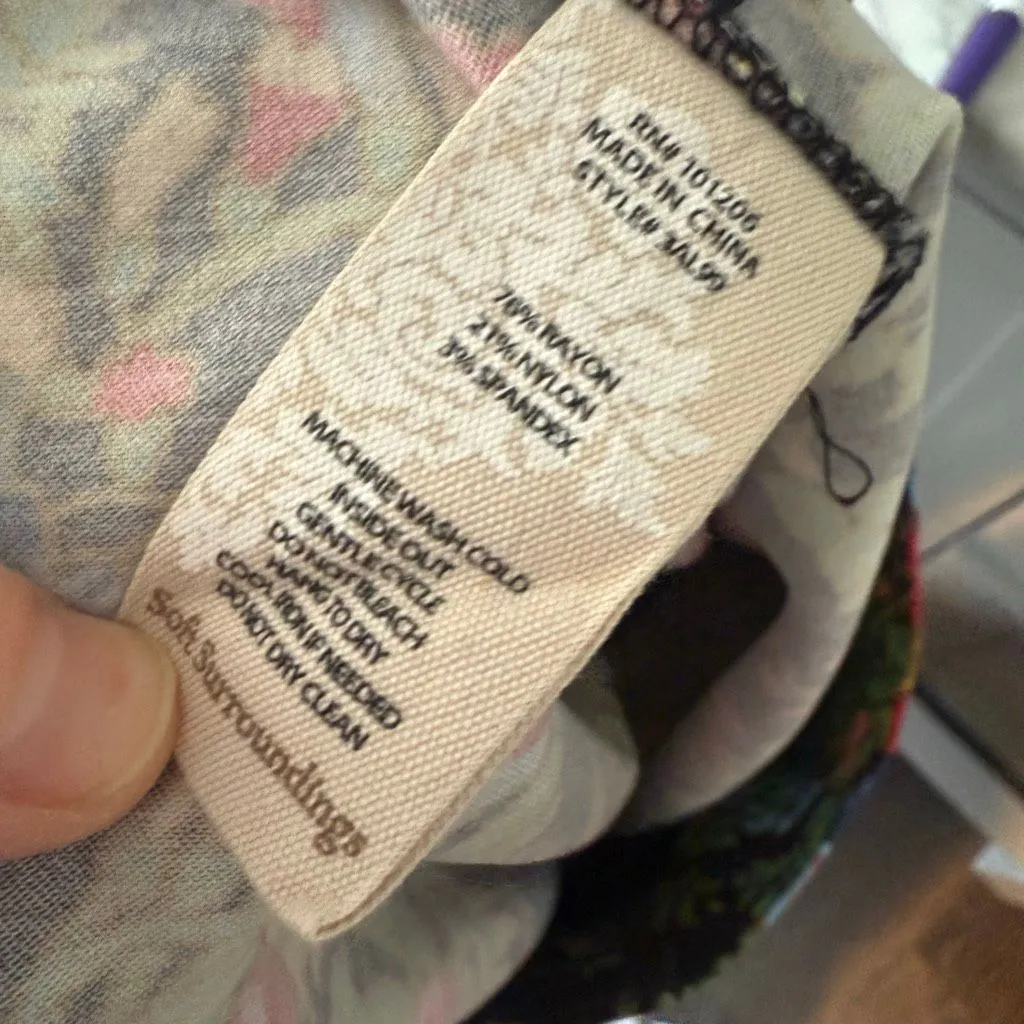 RN# 101206
MADE IN CHINA
STYLE# 3AL99
76% RAYON
21% NYLON
3% SPANDEX
MACHINE WASH COLD
INSIDE OUT
GENTLE CYCLE
DO NOT BLEACH
HANG TO DRY
COOL IRON IF NEEDED
DO NOT DRY CLEAN
Soft Surroundings